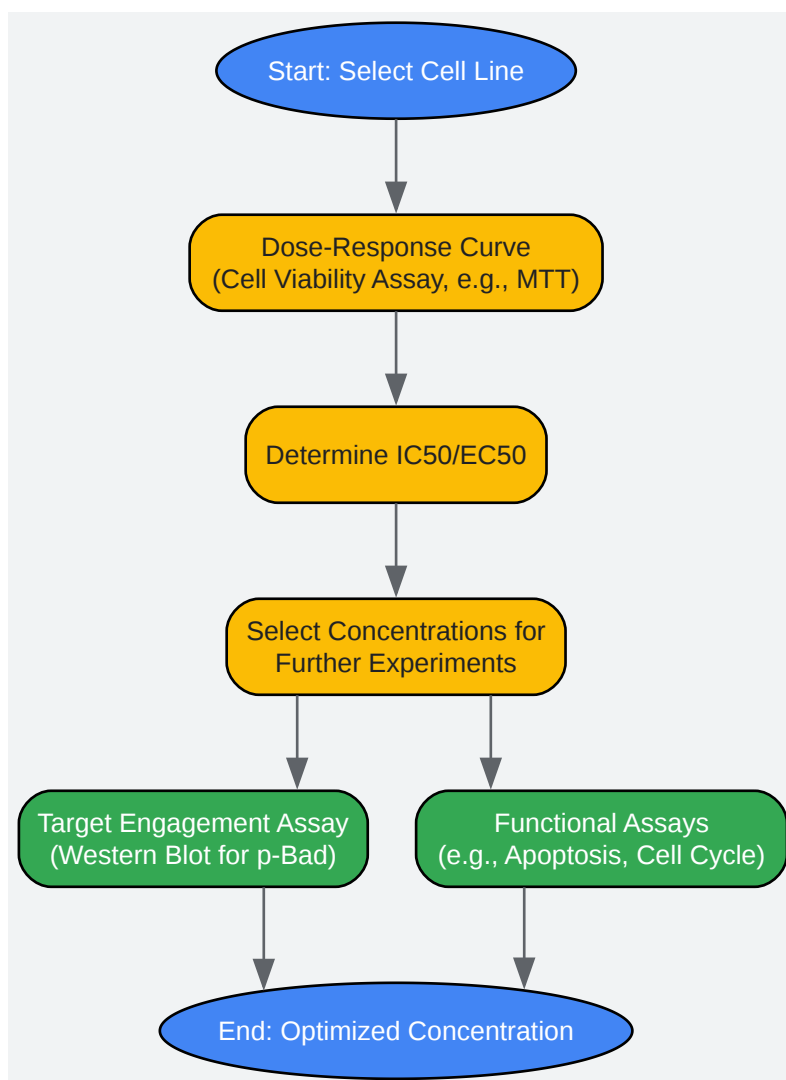 Start: Select Cell Line
Dose-Response Curve
(Cell Viability Assay, e.g., MTT)
Determine IC50/EC50
Select Concentrations for
Further Experiments
Target Engagement Assay
(Western Blot for p-Bad)
Functional Assays
(e.g., Apoptosis, Cell Cycle)
End: Optimized Concentration